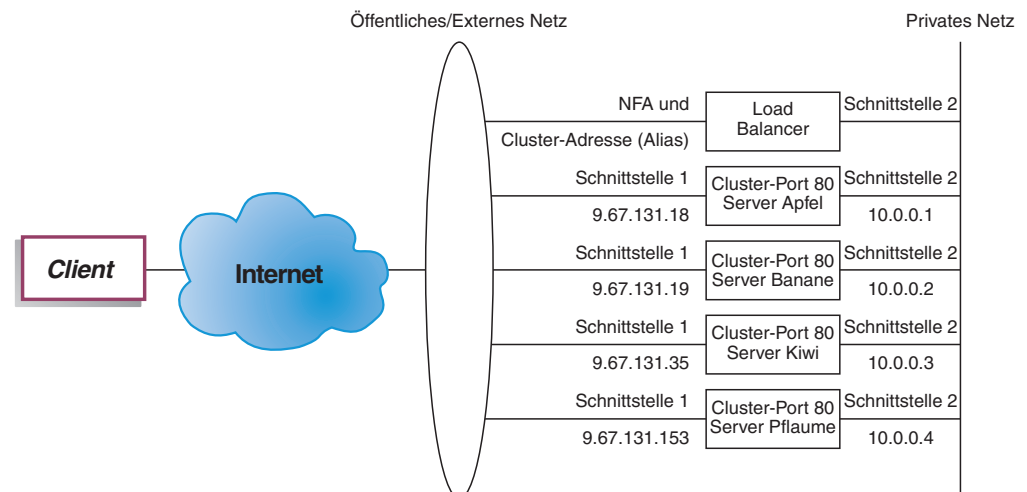 Öffentliches/Externes Netz
Privates Netz
NFA und
Cluster-Adresse (Alias)
Load
Balancer
Schnittstelle 2
Schnittstelle 1
9.67.131.18
Cluster-Port 80
Server Apfel
Schnittstelle 2
10.0.0.1
Client
Internet
Schnittstelle 1
9.67.131.19
Cluster-Port 80
Server Banane
Schnittstelle 2
10.0.0.2
Schnittstelle 1
9.67.131.35
Cluster-Port 80
Server Kiwi
Schnittstelle 2
10.0.0.3
Schnittstelle 1
9.67.131.153
Cluster-Port 80
Server Pflaume
Schnittstelle 2
10.0.0.4